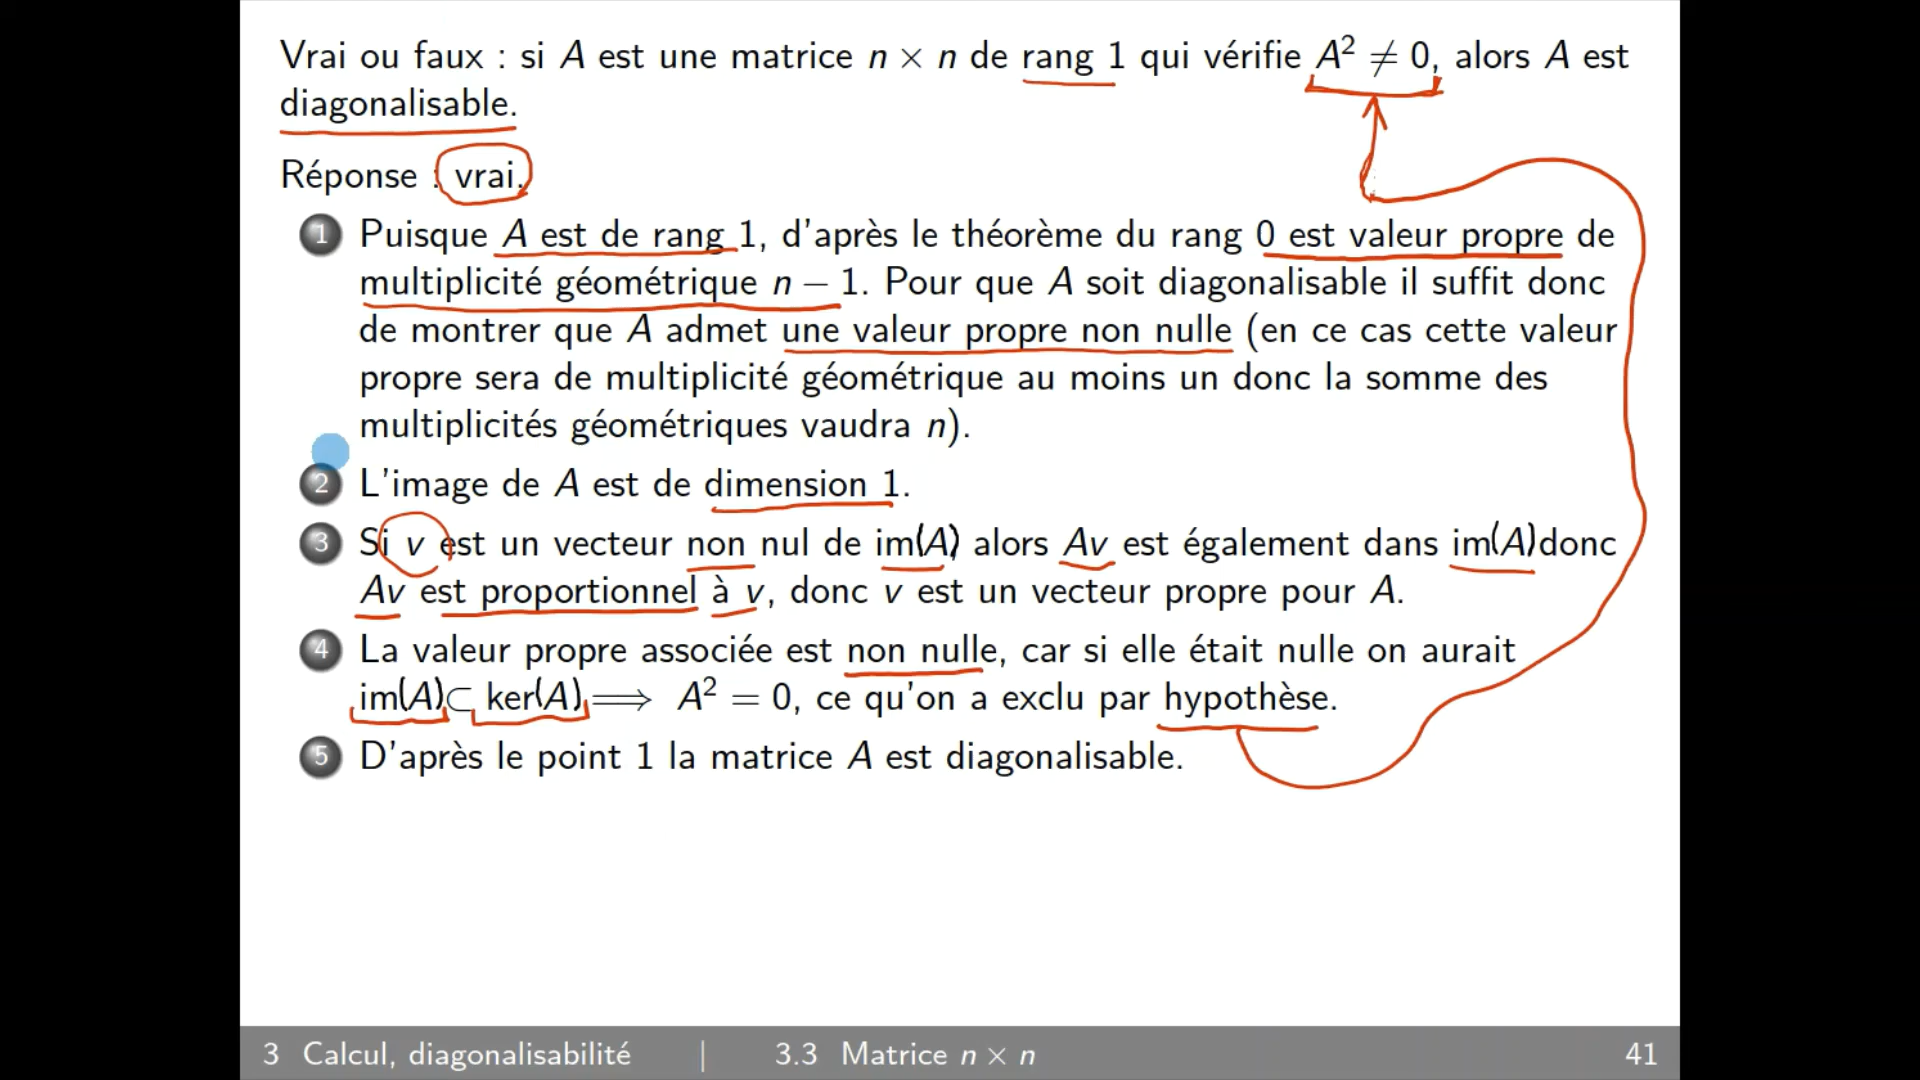 Vrai ou faux : si A est une matrice n × n de rang 1 qui vérifie A² ≠ 0, alors A est
diagonalisable.
Réponse : vrai.
1 Puisque A est de rang 1, d'après le théorème du rang 0 est valeur propre de
multiplicité géométrique n − 1. Pour que A soit diagonalisable il suffit donc
de montrer que A admet une valeur propre non nulle (en ce cas cette valeur
propre sera de multiplicité géométrique au moins un donc la somme des
multiplicités géométriques vaudra n).
2 L'image de A est de dimension 1.
3 Si v est un vecteur non nul de im(A) alors Av est également dans im(A) donc
Av est proportionnel à v, donc v est un vecteur propre pour A.
4 La valeur propre associée est non nulle, car si elle était nulle on aurait
im(A) ⊂ ker(A) ⟹ A² = 0, ce qu'on a exclu par hypothèse.
5 D'après le point 1 la matrice A est diagonalisable.
3 Calcul, diagonalisabilité | 3.3 Matrice n × n 41